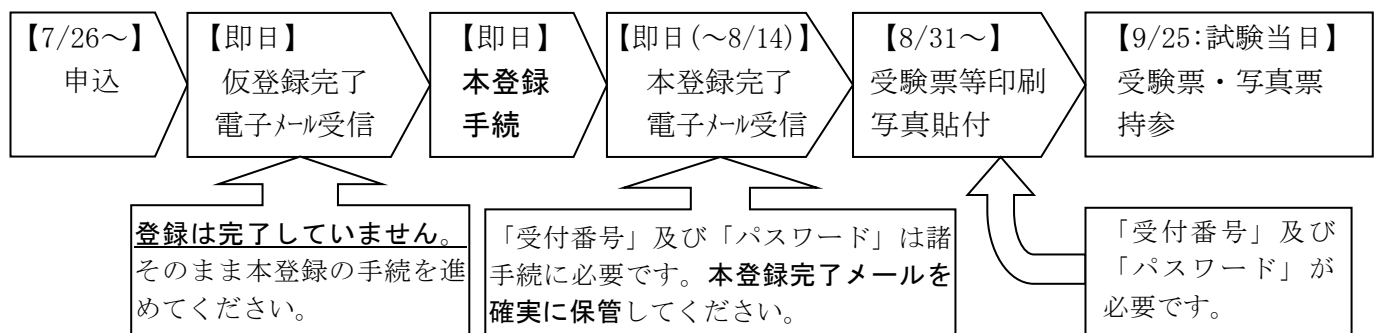 【7/26～】
申込
【即日】
仮登録完了
電子ﾒｰﾙ受信
【即日】
本登録
手続
【即日(～8/14)】
本登録完了
電子ﾒｰﾙ受信
【8/31～】
受験票等印刷
写真貼付
【9/25:試験当日】
受験票・写真票
持参
登録は完了していません。
そのまま本登録の手続を進
めてください。
「受付番号」及び「パスワード」は諸
手続に必要です。本登録完了メールを
確実に保管してください。
「受付番号」及び
「パスワード」が
必要です。